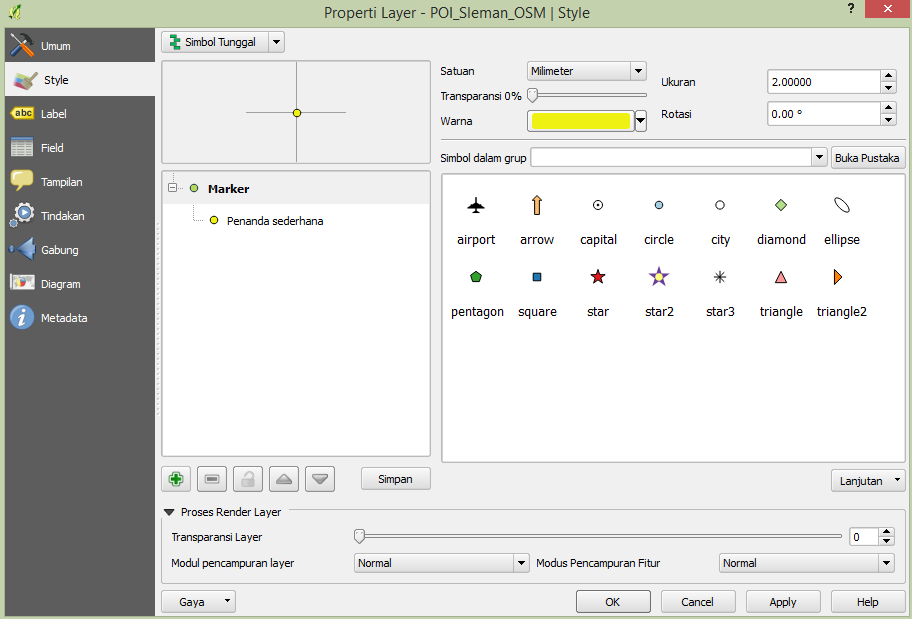 Properti Layer - POI_Sleman_OSM | Style
?
Umum
Style
abc Label
Field
Tampilan
Tindakan
Gabung
Diagram
Metadata
Simbol Tunggal
Marker
Penanda sederhana
Simpan
Satuan Milimeter
Transparansi 0%
Warna
Ukuran 2.00000
Rotasi 0.00 °
Simbol dalam grup Buka Pustaka
airport arrow capital circle city diamond ellipse
pentagon square star star2 star3 triangle triangle2
Lanjutan
Proses Render Layer
Transparansi Layer 0
Modul pencampuran layer Normal Modus Pencampuran Fitur Normal
Gaya OK Cancel Apply Help